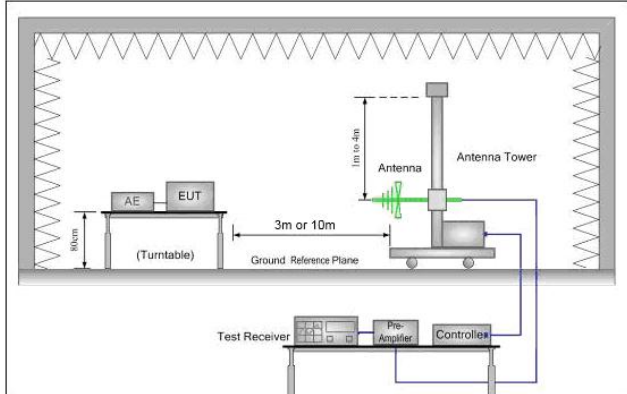 1m to 4m
Antenna
Antenna Tower
AE
EUT
3m or 10m
80cm
(Turntable)
Ground Reference Plane
Test Receiver
Pre-
Amplifier
Controlle